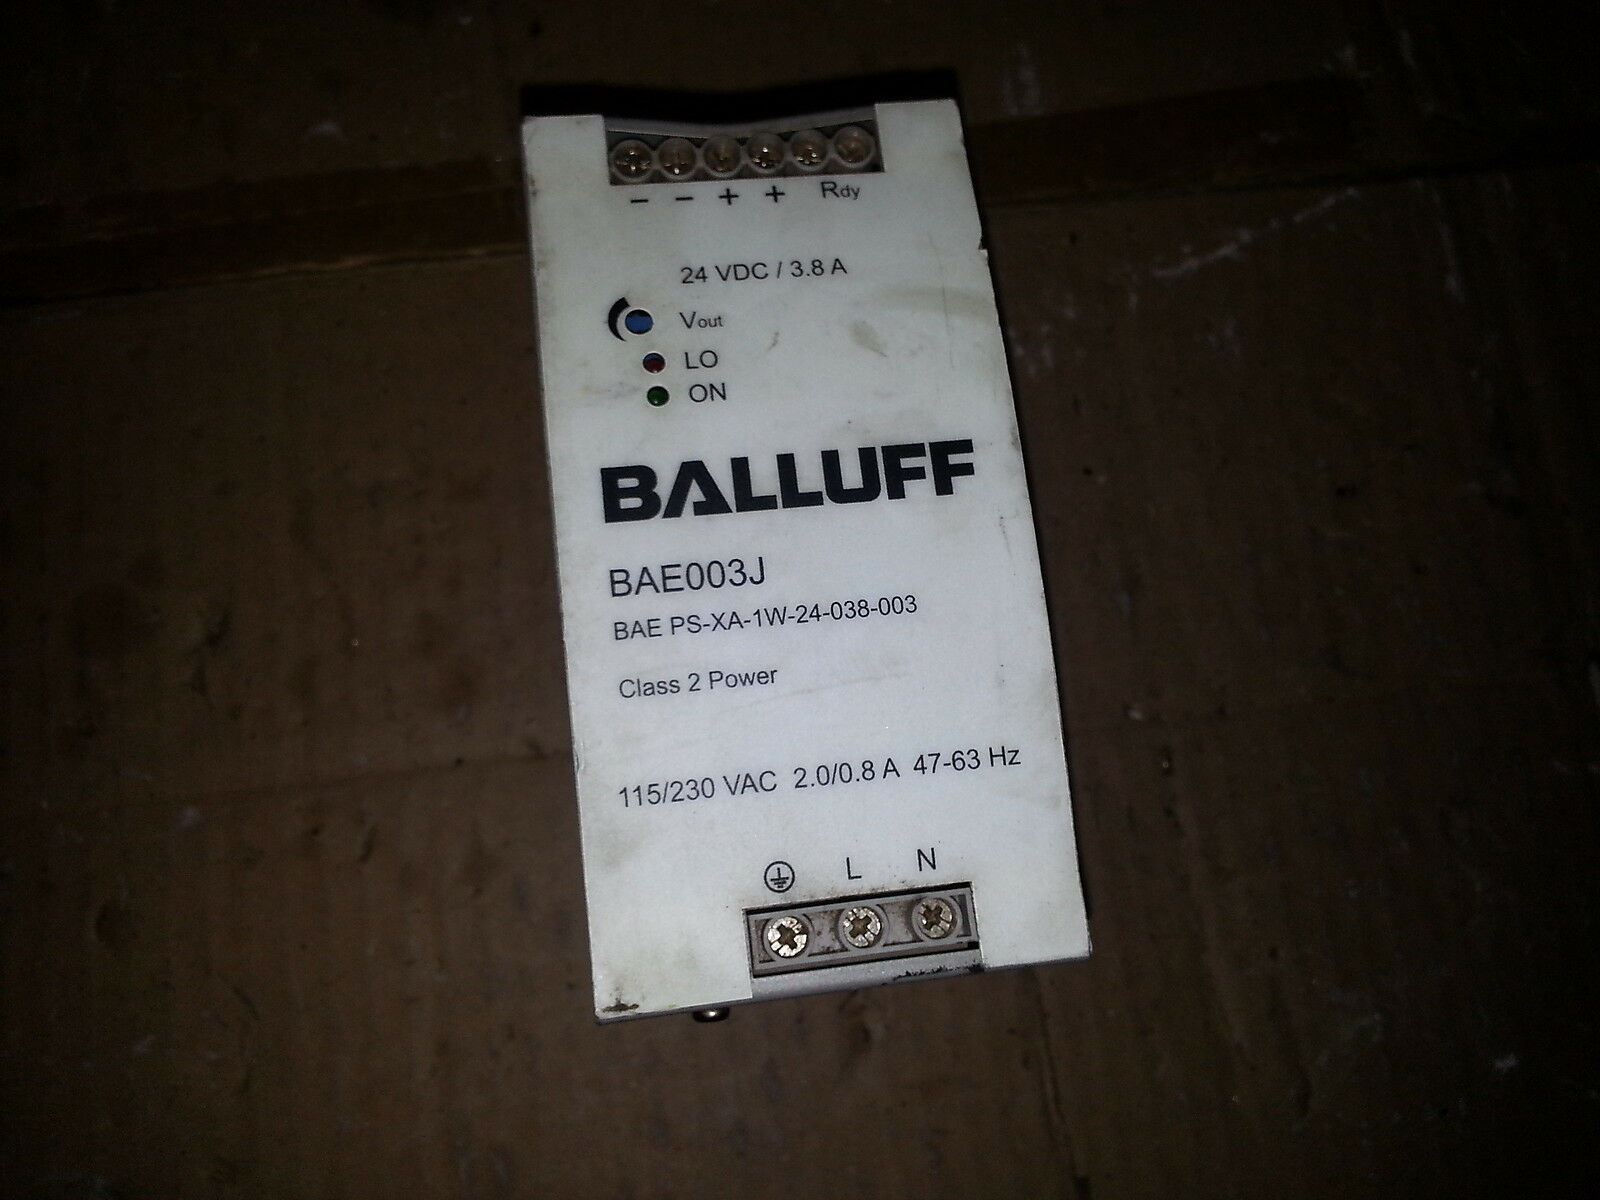 − − + + Rdy
24 VDC / 3.8 A
Vout
LO
ON
BALLUFF
BAE003J
BAE PS-XA-1W-24-038-003
Class 2 Power
115/230 VAC 2.0/0.8 A 47-63 Hz
L N